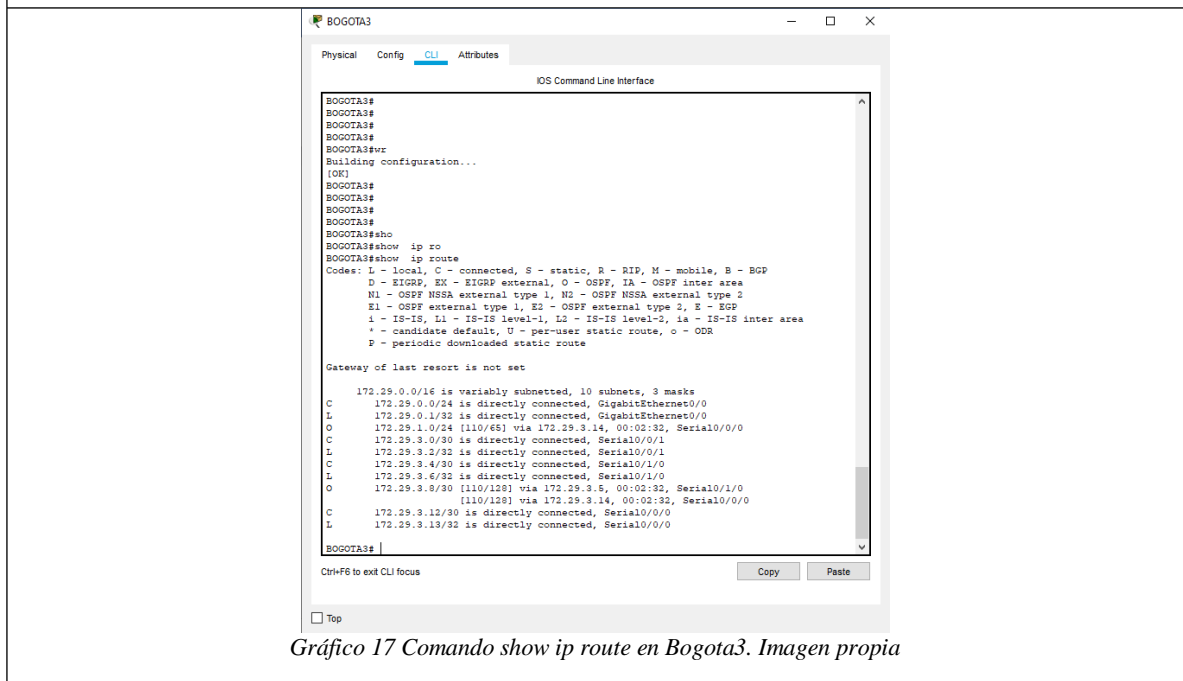 BOGOTA3
Physical Config CLI Attributes
IOS Command Line Interface
BOGOTA3#
BOGOTA3#
BOGOTA3#
BOGOTA3#
BOGOTA3#wr
Building configuration...
[OK]
BOGOTA3#
BOGOTA3#
BOGOTA3#
BOGOTA3#
BOGOTA3#sho
BOGOTA3#show ip ro
BOGOTA3#show ip route
Codes: L - local, C - connected, S - static, R - RIP, M - mobile, B - BGP
D - EIGRP, EX - EIGRP external, O - OSPF, IA - OSPF inter area
N1 - OSPF NSSA external type 1, N2 - OSPF NSSA external type 2
E1 - OSPF external type 1, E2 - OSPF external type 2, E - EGP
i - IS-IS, L1 - IS-IS level-1, L2 - IS-IS level-2, ia - IS-IS inter area
* - candidate default, U - per-user static route, o - ODR
P - periodic downloaded static route
Gateway of last resort is not set
172.29.0.0/16 is variably subnetted, 10 subnets, 3 masks
C 172.29.0.0/24 is directly connected, GigabitEthernet0/0
L 172.29.0.1/32 is directly connected, GigabitEthernet0/0
O 172.29.1.0/24 [110/65] via 172.29.3.14, 00:02:32, Serial0/0/0
C 172.29.3.0/30 is directly connected, Serial0/0/1
L 172.29.3.2/32 is directly connected, Serial0/0/1
C 172.29.3.4/30 is directly connected, Serial0/1/0
L 172.29.3.6/32 is directly connected, Serial0/1/0
O 172.29.3.8/30 [110/128] via 172.29.3.5, 00:02:32, Serial0/1/0
[110/128] via 172.29.3.14, 00:02:32, Serial0/0/0
C 172.29.3.12/30 is directly connected, Serial0/0/0
L 172.29.3.13/32 is directly connected, Serial0/0/0
BOGOTA3#
Ctrl+F6 to exit CLI focus Copy Paste
Top
Gráfico 17 Comando show ip route en Bogota3. Imagen propia